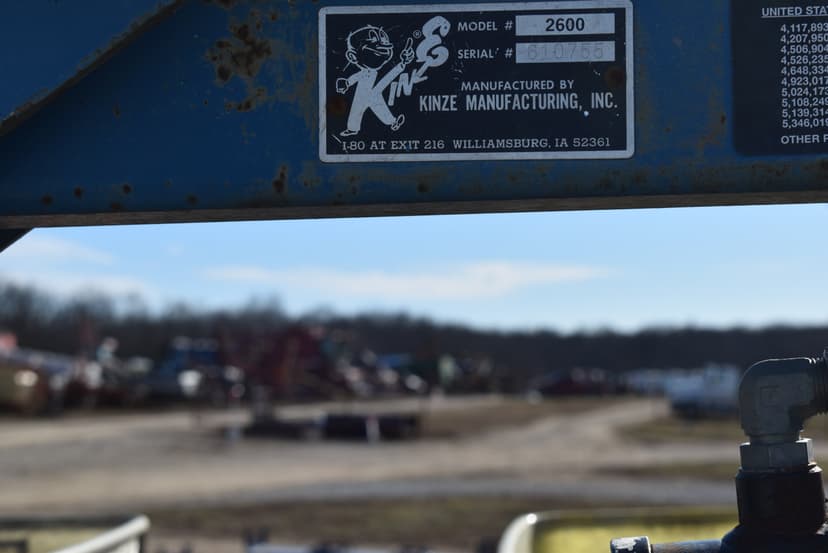 MODEL # 2600
KINZE ®
SERIAL # 610755
MANUFACTURED BY
KINZE MANUFACTURING, INC.
I-80 AT EXIT 216 WILLIAMSBURG, IA 52361
UNITED STA
4,117,893
4,207,950
4,506,904
4,526,235
4,648,334
4,923,017
5,024,173
5,108,249
5,139,314
5,346,019
OTHER